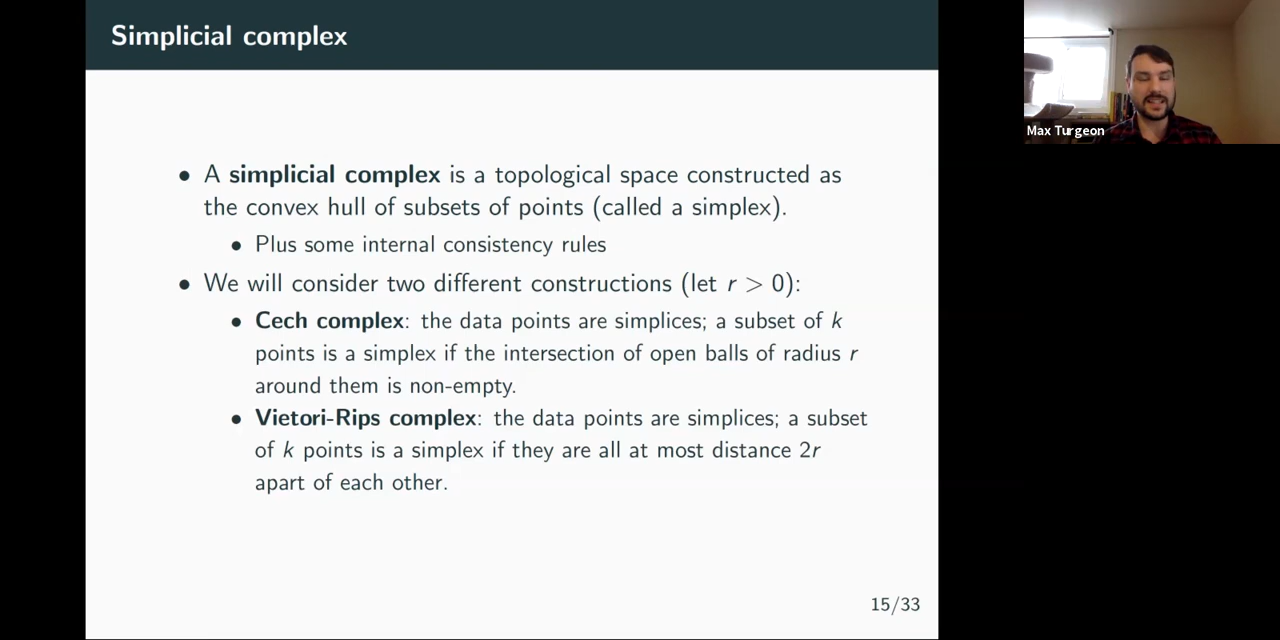 Simplicial complex
• A simplicial complex is a topological space constructed as
the convex hull of subsets of points (called a simplex).
• Plus some internal consistency rules
• We will consider two different constructions (let r > 0):
• Cech complex: the data points are simplices; a subset of k
points is a simplex if the intersection of open balls of radius r
around them is non-empty.
• Vietori-Rips complex: the data points are simplices; a subset
of k points is a simplex if they are all at most distance 2r
apart of each other.
15/33
Max Turgeon